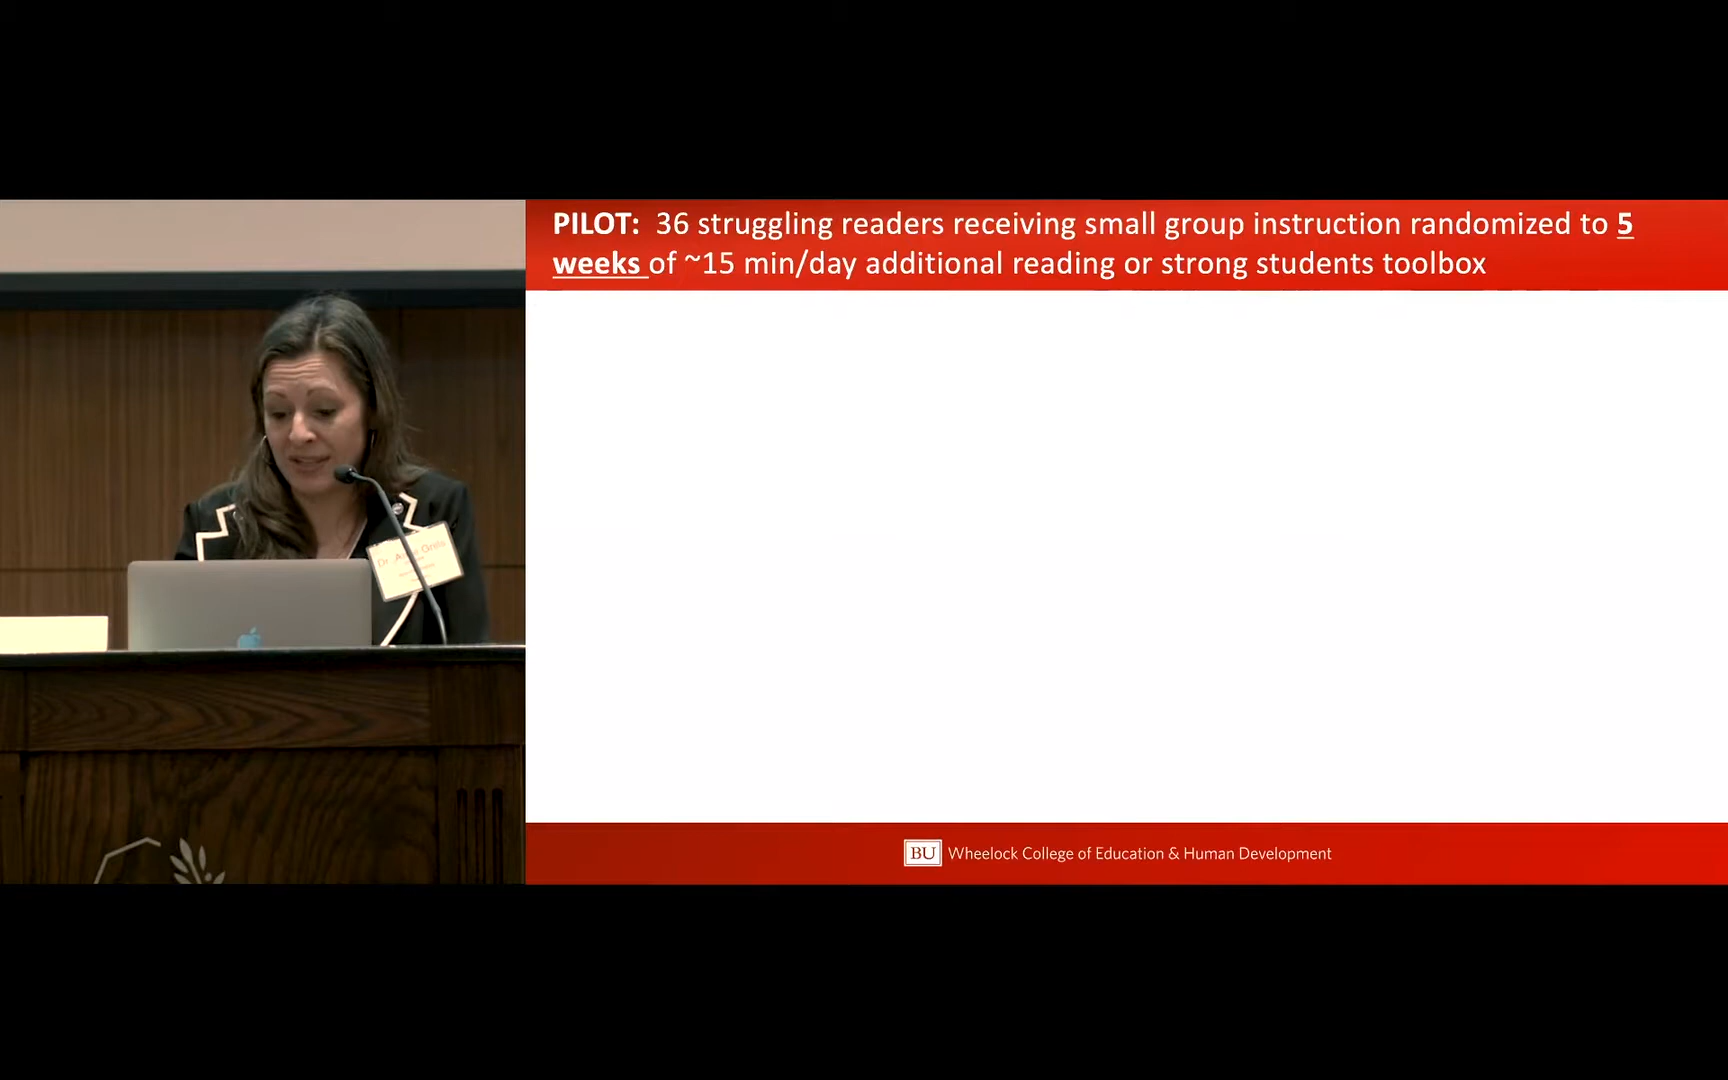 PILOT: 36 struggling readers receiving small group instruction randomized to 5
weeks of ~15 min/day additional reading or strong students toolbox
Dr.
BU Wheelock College of Education & Human Development